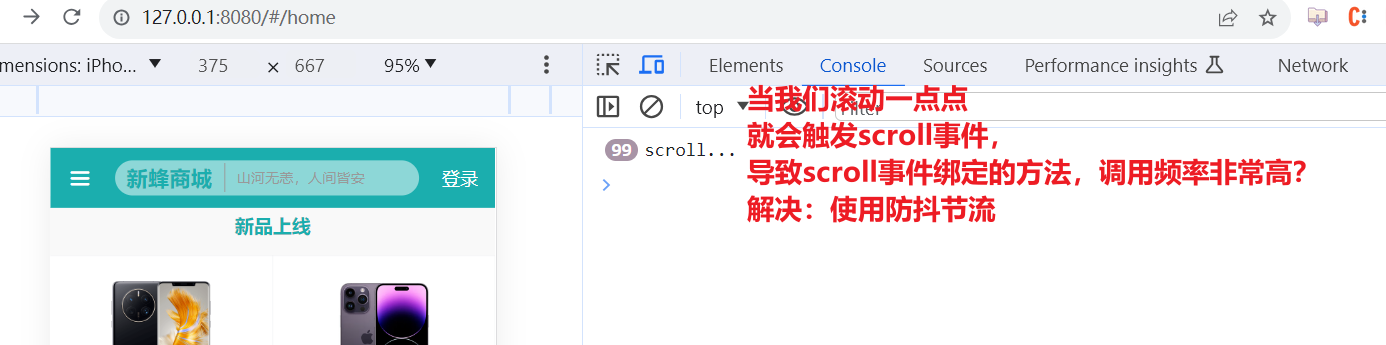 127.0.0.1:8080/#/home
mensions: iPho... 375 × 667 95%
Elements Console Sources Performance insights Network
top Filter
99 scroll...
当我们滚动一点点
就会触发scroll事件，
导致scroll事件绑定的方法，调用频率非常高？
解决：使用防抖节流
新蜂商城 山河无恙，人间皆安 登录
新品上线